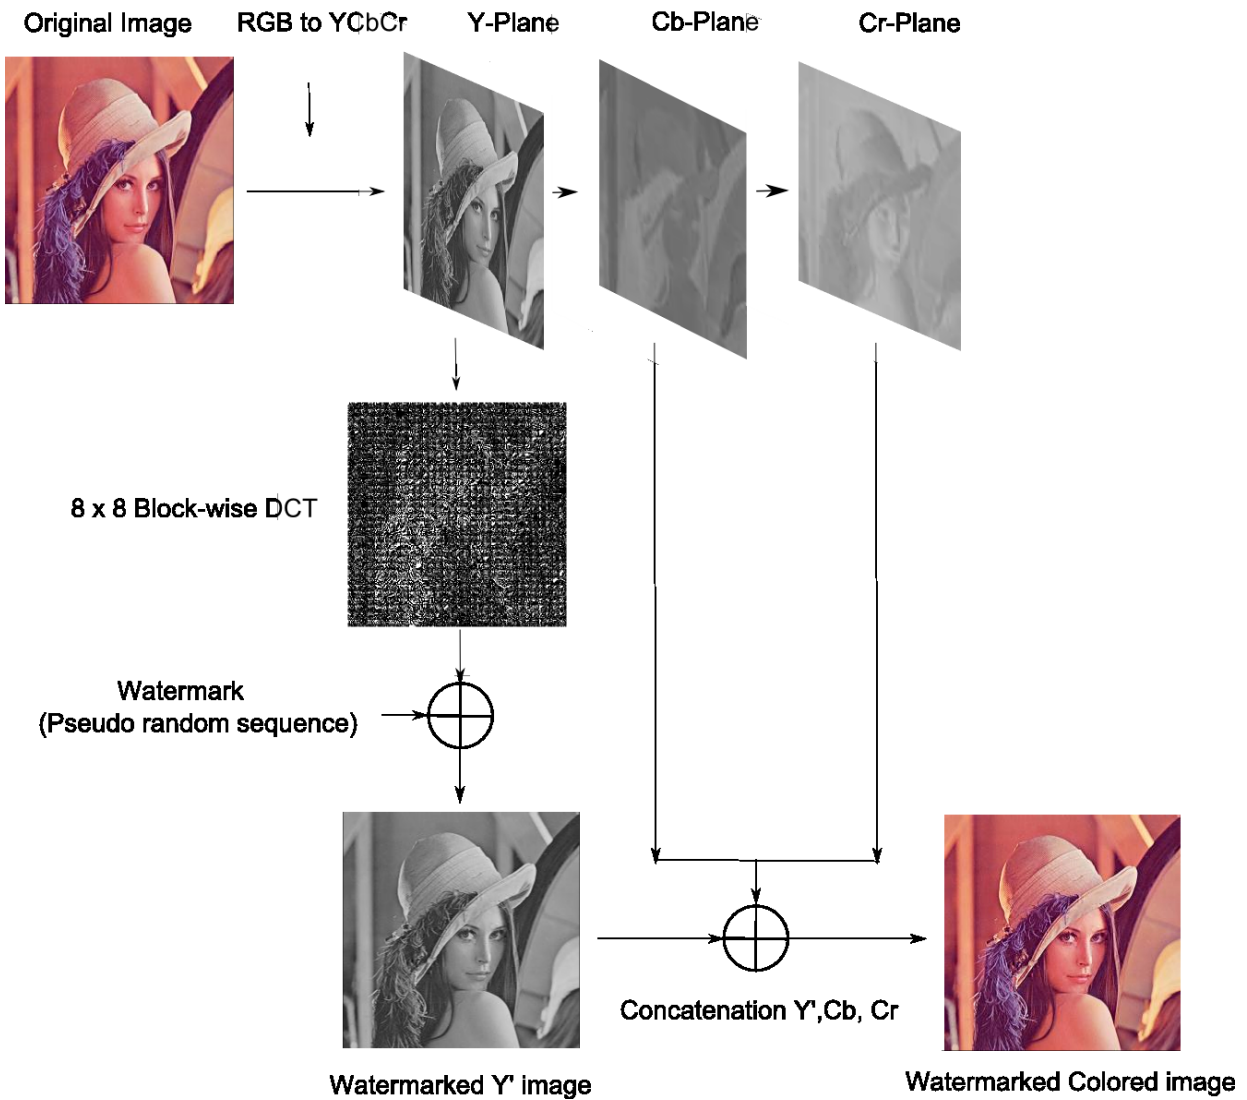 Original Image
RGB to YCbCr
Y-Plane
Cb-Plane
Cr-Plane
8 x 8 Block-wise DCT
Watermark
(Pseudo random sequence)
Concatenation Y',Cb, Cr
Watermarked Y' image
Watermarked Colored image